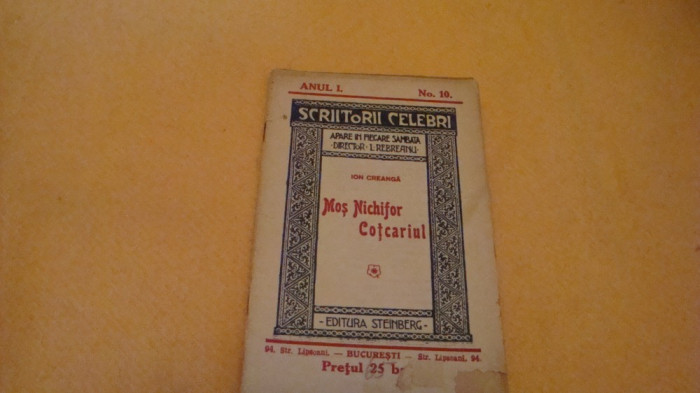 ANUL I. No. 10.
SCRIITORII CELEBRI
APARE IN FIECARE SAMBATA
·DIRECTOR· L. REBREANU·
ION CREANGĂ
Moș Nichifor
Coțcariul
- EDITURA STEINBERG -
94. Str. Lipscani. — BUCUREȘTI — Str. Lipscani. 94.
Prețul 25